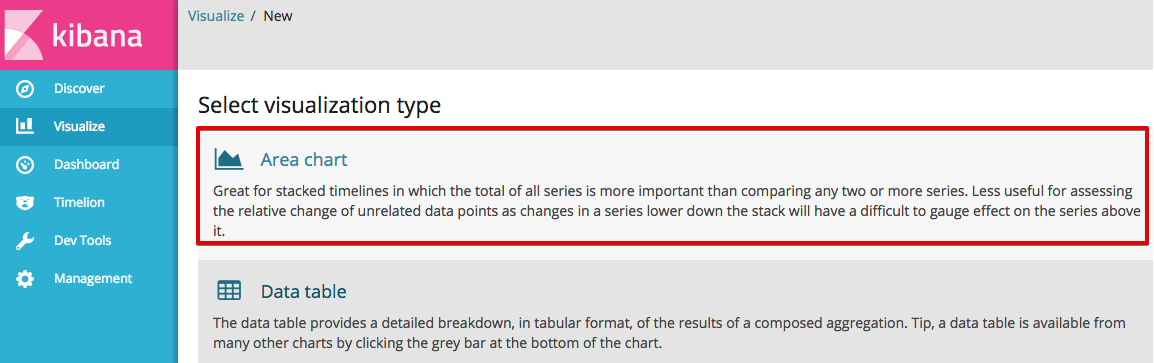 kibana
Discover
Visualize
Dashboard
Timelion
Dev Tools
Management
Visualize / New
Select visualization type
Area chart
Great for stacked timelines in which the total of all series is more important than comparing any two or more series. Less useful for assessing
the relative change of unrelated data points as changes in a series lower down the stack will have a difficult to gauge effect on the series above
it.
Data table
The data table provides a detailed breakdown, in tabular format, of the results of a composed aggregation. Tip, a data table is available from
many other charts by clicking the grey bar at the bottom of the chart.